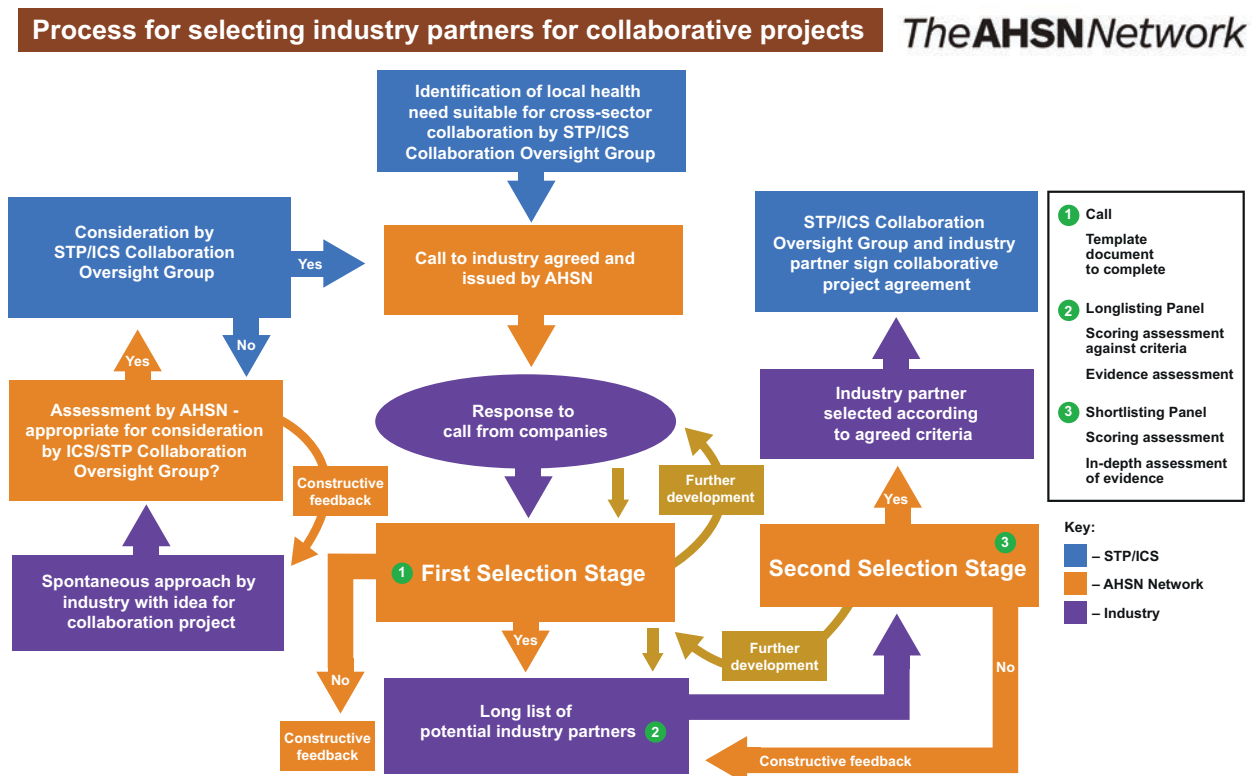 Process for selecting industry partners for collaborative projects
The AHSN Network
Identification of local health
need suitable for cross-sector
collaboration by STP/ICS
Collaboration Oversight Group
Consideration by
STP/ICS Collaboration
Oversight Group
Yes
No
Call to industry agreed and
issued by AHSN
STP/ICS Collaboration
Oversight Group and industry
partner sign collaborative
project agreement
Yes
Assessment by AHSN -
appropriate for consideration
by ICS/STP Collaboration
Oversight Group?
Constructive
feedback
Spontaneous approach by
industry with idea for
collaboration project
Response to
call from companies
Further
development
Industry partner
selected according
to agreed criteria
Yes
1 First Selection Stage
Second Selection Stage 3
Yes
No
Constructive
feedback
Further
development
No
Long list of
potential industry partners 2
Constructive feedback
1 Call
Template
document
to complete
2 Longlisting Panel
Scoring assessment
against criteria
Evidence assessment
3 Shortlisting Panel
Scoring assessment
In-depth assessment
of evidence
Key:
– STP/ICS
– AHSN Network
– Industry